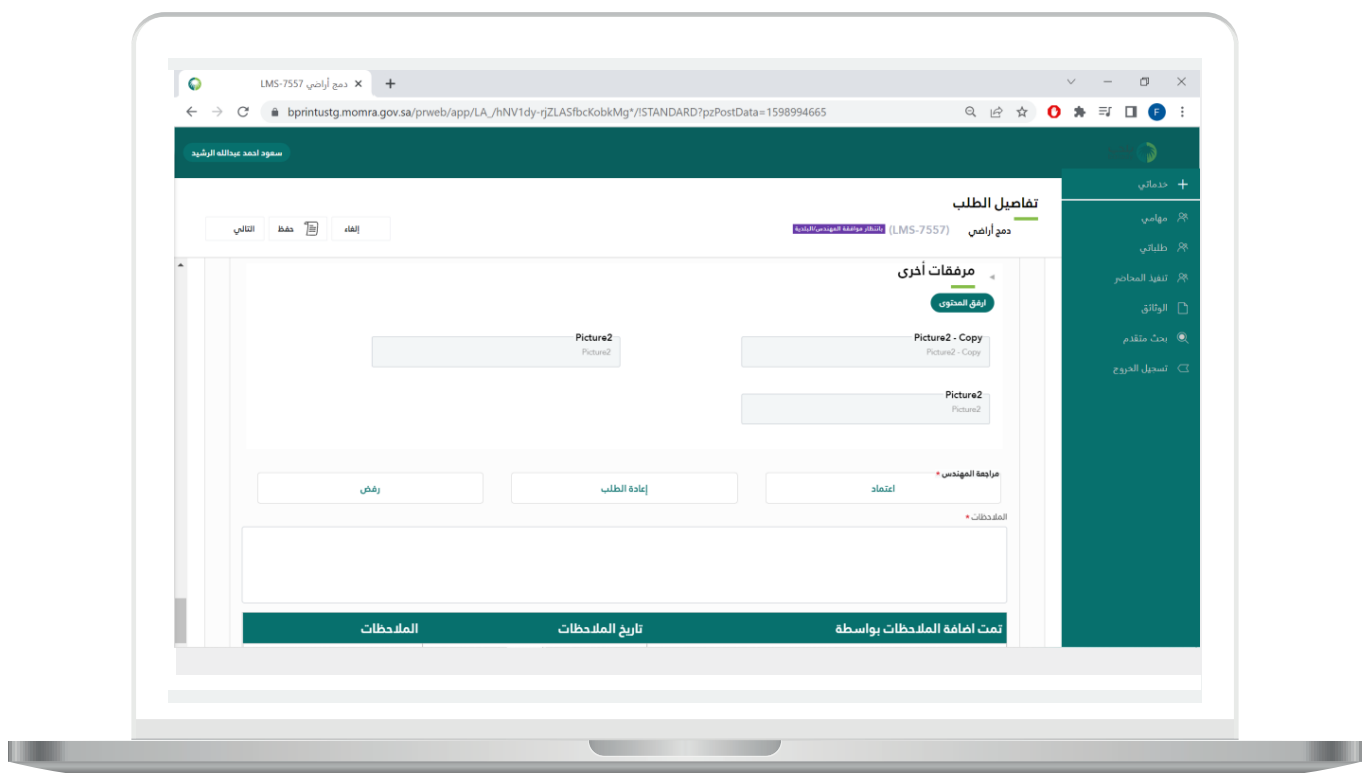 دمج أراضي LMS-7557
bprintustg.momra.gov.sa/prweb/app/LA_/hNV1dy-rjZLASfbcKobkMg*/!STANDARD?pzPostData=1598994665
F
سعود احمد عبدالله الرشيد
خدماتي
مهامي
طلباتي
تنفيذ المحاضر
الوثائق
بحث متقدم
تسجيل الخروج
تفاصيل الطلب
دمج أراضي (LMS-7557) بانتظار موافقة المهندس/البلدية
إلغاء
حفظ
التالي
مرفقات أخرى
ارفق المحتوى
Picture2 - Copy
Picture2 - Copy
Picture2
Picture2
Picture2
Picture2
مراجعة المهندس *
اعتماد
إعادة الطلب
رفض
الملاحظات *
تمت اضافة الملاحظات بواسطة
تاريخ الملاحظات
الملاحظات